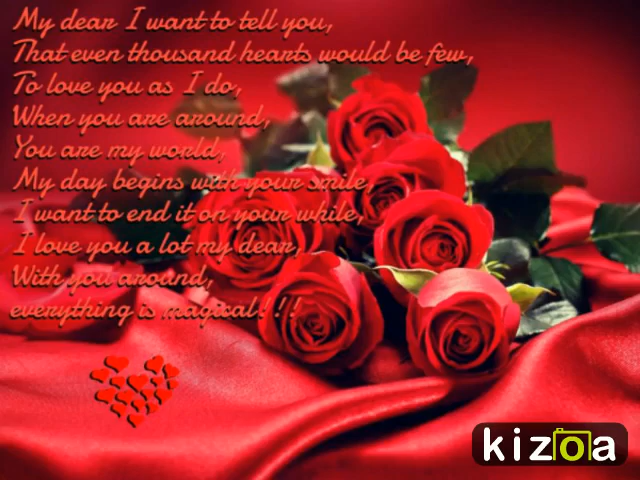 My dear I want to tell you,
That even thousand hearts would be few,
To love you as I do,
When you are around,
You are my world,
My day begins with your smile,
I want to end it on your while,
I love you a lot my dear,
With you around,
everything is magical!!!
kizoa